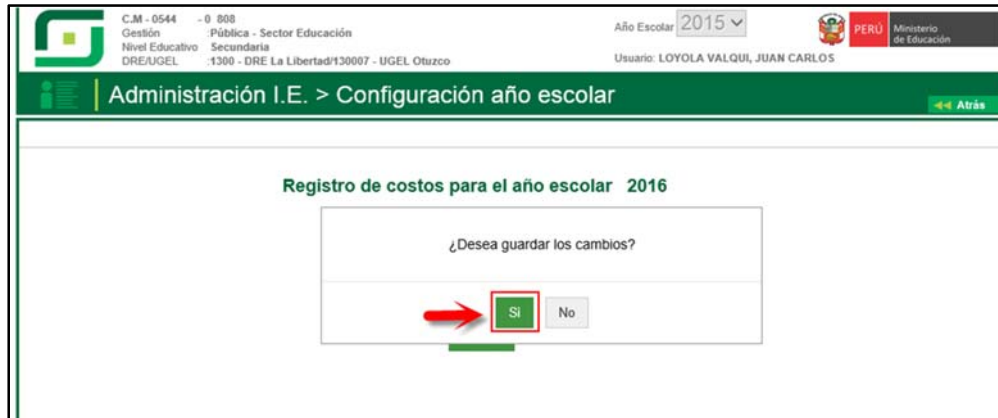 C.M - 0544 - 0 808
Gestión :Pública - Sector Educación
Nivel Educativo Secundaria
DRE/UGEL :1300 - DRE La Libertad/130007 - UGEL Otuzco
Año Escolar 2015
PERÚ Ministerio de Educación
Usuario: LOYOLA VALQUI, JUAN CARLOS
Administración I.E. > Configuración año escolar
Atrás
Registro de costos para el año escolar 2016
¿Desea guardar los cambios?
Si No